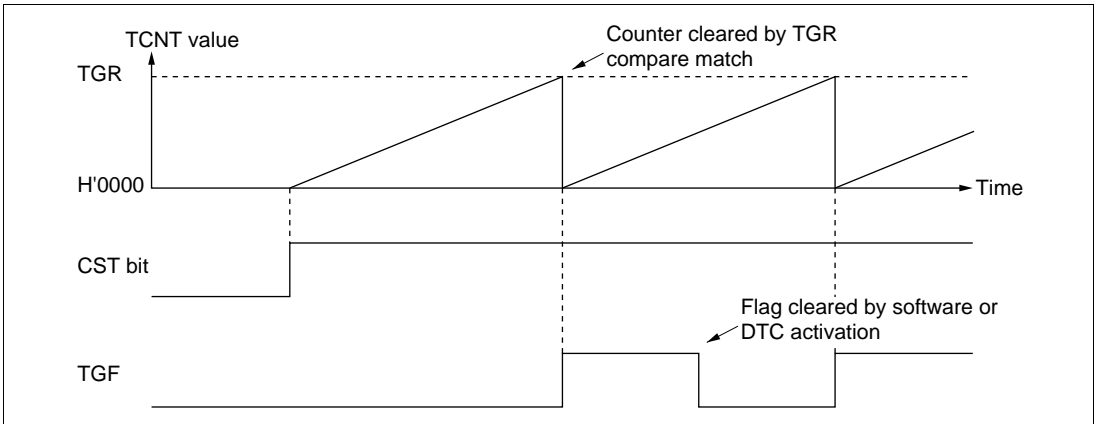 TCNT value
Counter cleared by TGR
compare match
TGR
H'0000
Time
CST bit
Flag cleared by software or
DTC activation
TGF